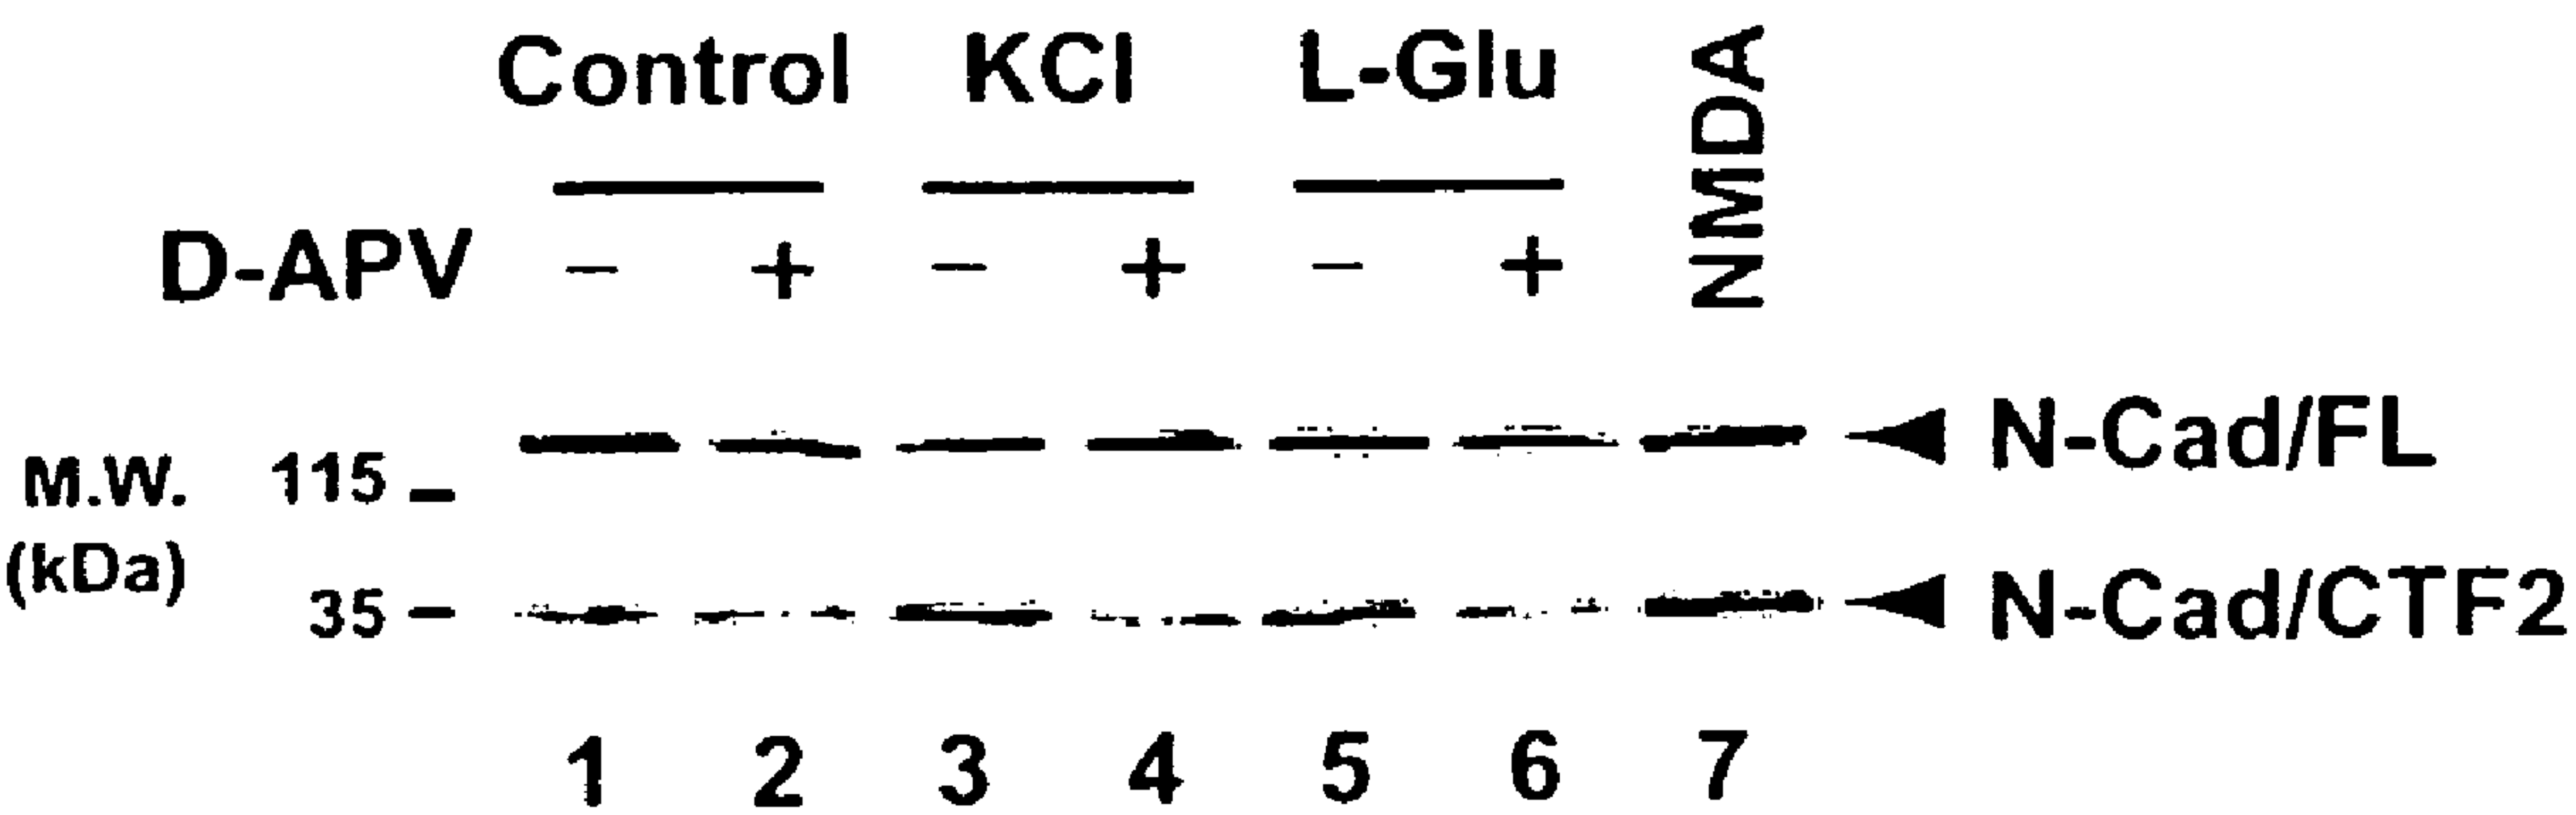 Control KCl L-Glu NMDA
D-APV − + − + − +
N-Cad/FL
M.W. 115
(kDa)
35 N-Cad/CTF2
1 2 3 4 5 6 7